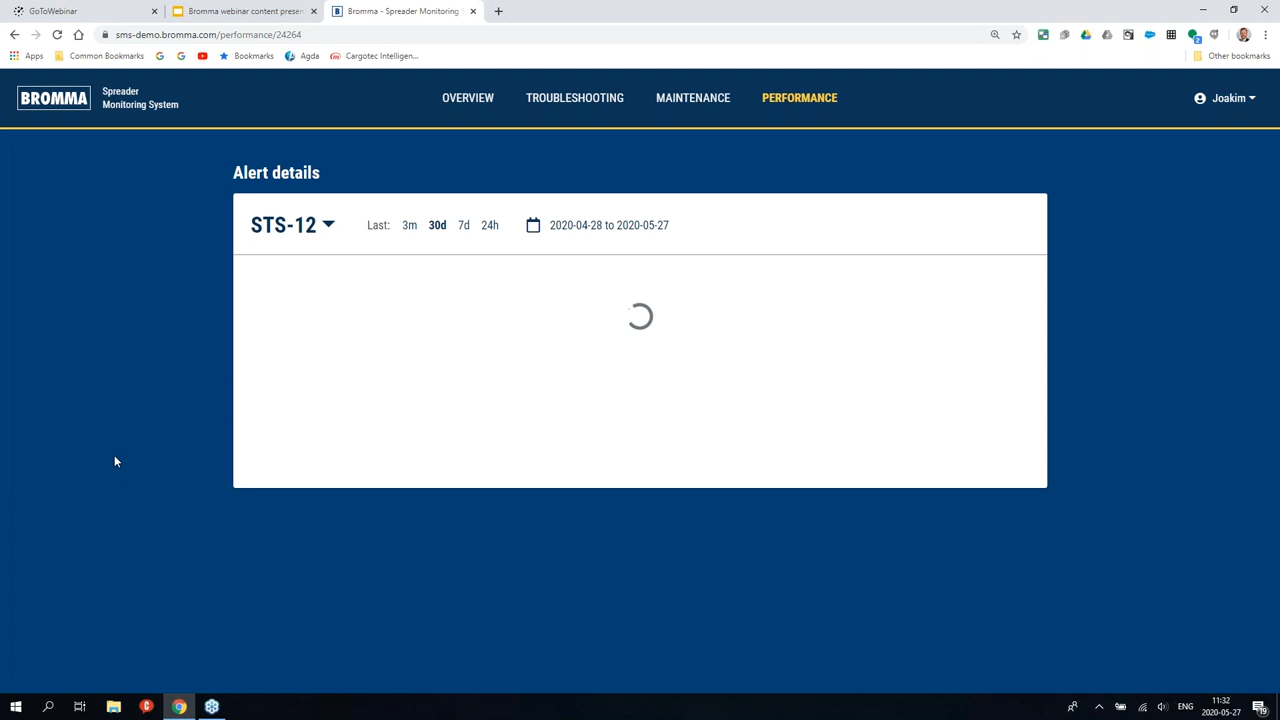 GoToWebinar
Bromma webinar content presen
Bromma - Spreader Monitoring S
sms-demo.bromma.com/performance/24264
Apps
Common Bookmarks
Bookmarks
Agda
Cargotec Intelligen...
Other bookmarks
BROMMA
Spreader
Monitoring System
OVERVIEW
TROUBLESHOOTING
MAINTENANCE
PERFORMANCE
Joakim
Alert details
STS-12
Last:
3m
30d
7d
24h
2020-04-28 to 2020-05-27
ENG
11:32
2020-05-27